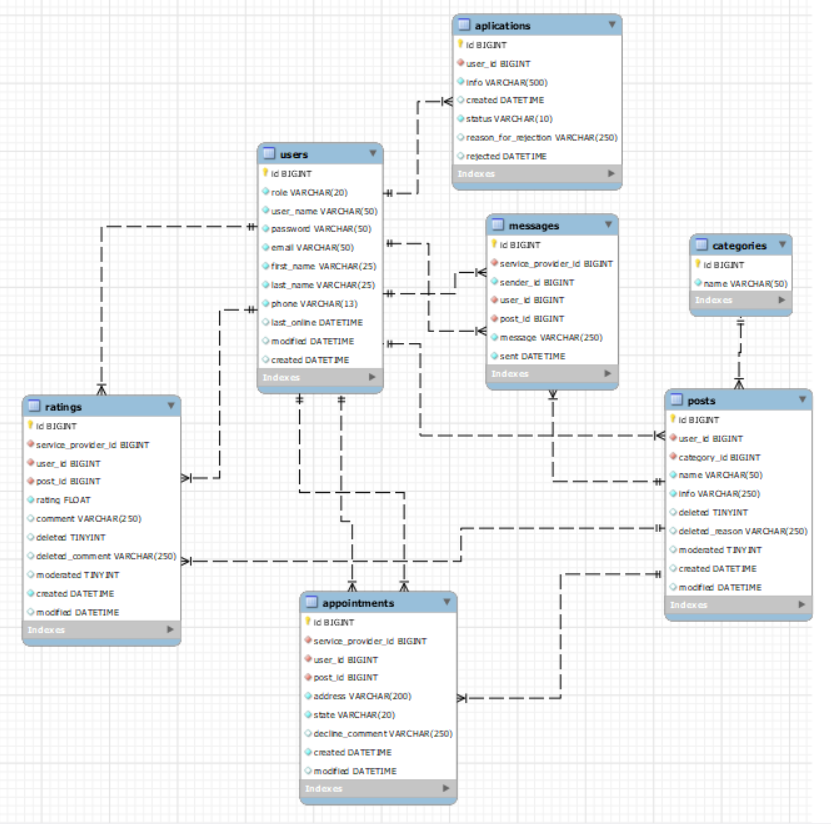 aplications
id BIGINT
user_id BIGINT
info VARCHAR(500)
created DATETIME
status VARCHAR(10)
reason_for_rejection VARCHAR(250)
rejected DATETIME
Indexes
users
id BIGINT
role VARCHAR(20)
user_name VARCHAR(50)
password VARCHAR(50)
email VARCHAR(50)
first_name VARCHAR(25)
last_name VARCHAR(25)
phone VARCHAR(13)
last_online DATETIME
modified DATETIME
created DATETIME
Indexes
messages
id BIGINT
service_provider_id BIGINT
sender_id BIGINT
user_id BIGINT
post_id BIGINT
message VARCHAR(250)
sent DATETIME
Indexes
categories
id BIGINT
name VARCHAR(50)
Indexes
ratings
id BIGINT
service_provider_id BIGINT
user_id BIGINT
post_id BIGINT
rating FLOAT
comment VARCHAR(250)
deleted TINYINT
deleted_comment VARCHAR(250)
moderated TINYINT
created DATETIME
modified DATETIME
Indexes
posts
id BIGINT
user_id BIGINT
category_id BIGINT
name VARCHAR(50)
info VARCHAR(250)
deleted TINYINT
deleted_reason VARCHAR(250)
moderated TINYINT
created DATETIME
modified DATETIME
Indexes
appointments
id BIGINT
service_provider_id BIGINT
user_id BIGINT
post_id BIGINT
address VARCHAR(200)
state VARCHAR(20)
decline_comment VARCHAR(250)
created DATETIME
modified DATETIME
Indexes